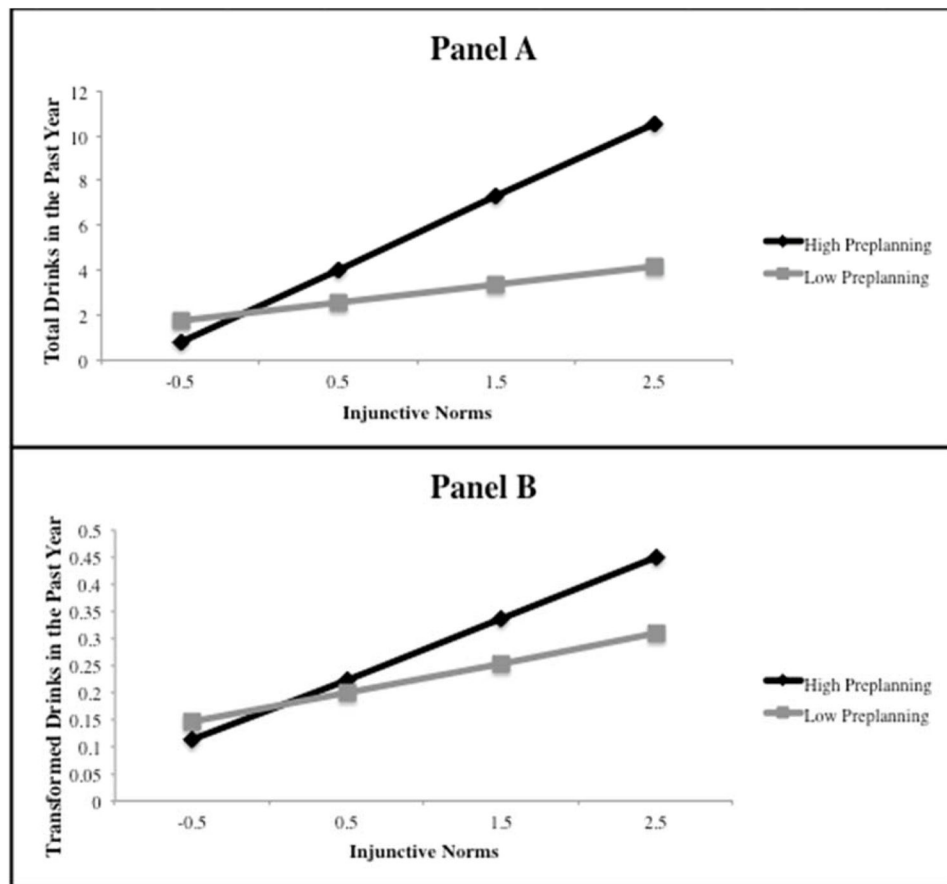 Panel A
Total Drinks in the Past Year
12
10
8
6
4
2
0
-0.5 0.5 1.5 2.5
Injunctive Norms
High Preplanning
Low Preplanning
Panel B
Transformed Drinks in the Past Year
0.5
0.45
0.4
0.35
0.3
0.25
0.2
0.15
0.1
0.05
0
-0.5 0.5 1.5 2.5
Injunctive Norms
High Preplanning
Low Preplanning